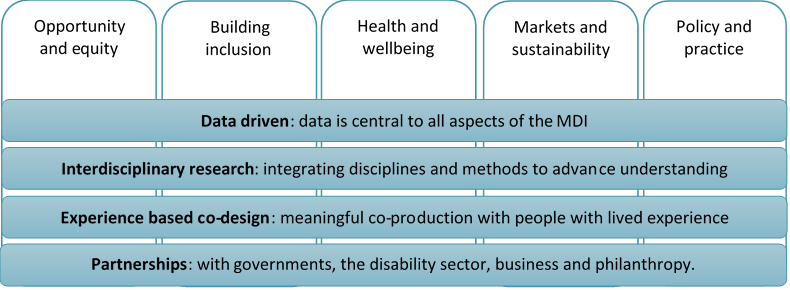 Opportunity
and equity
Building
inclusion
Health and
wellbeing
Markets and
sustainability
Policy and
practice
Data driven: data is central to all aspects of the MDI
Interdisciplinary research: integrating disciplines and methods to advance understanding
Experience based co-design: meaningful co-production with people with lived experience
Partnerships: with governments, the disability sector, business and philanthropy.